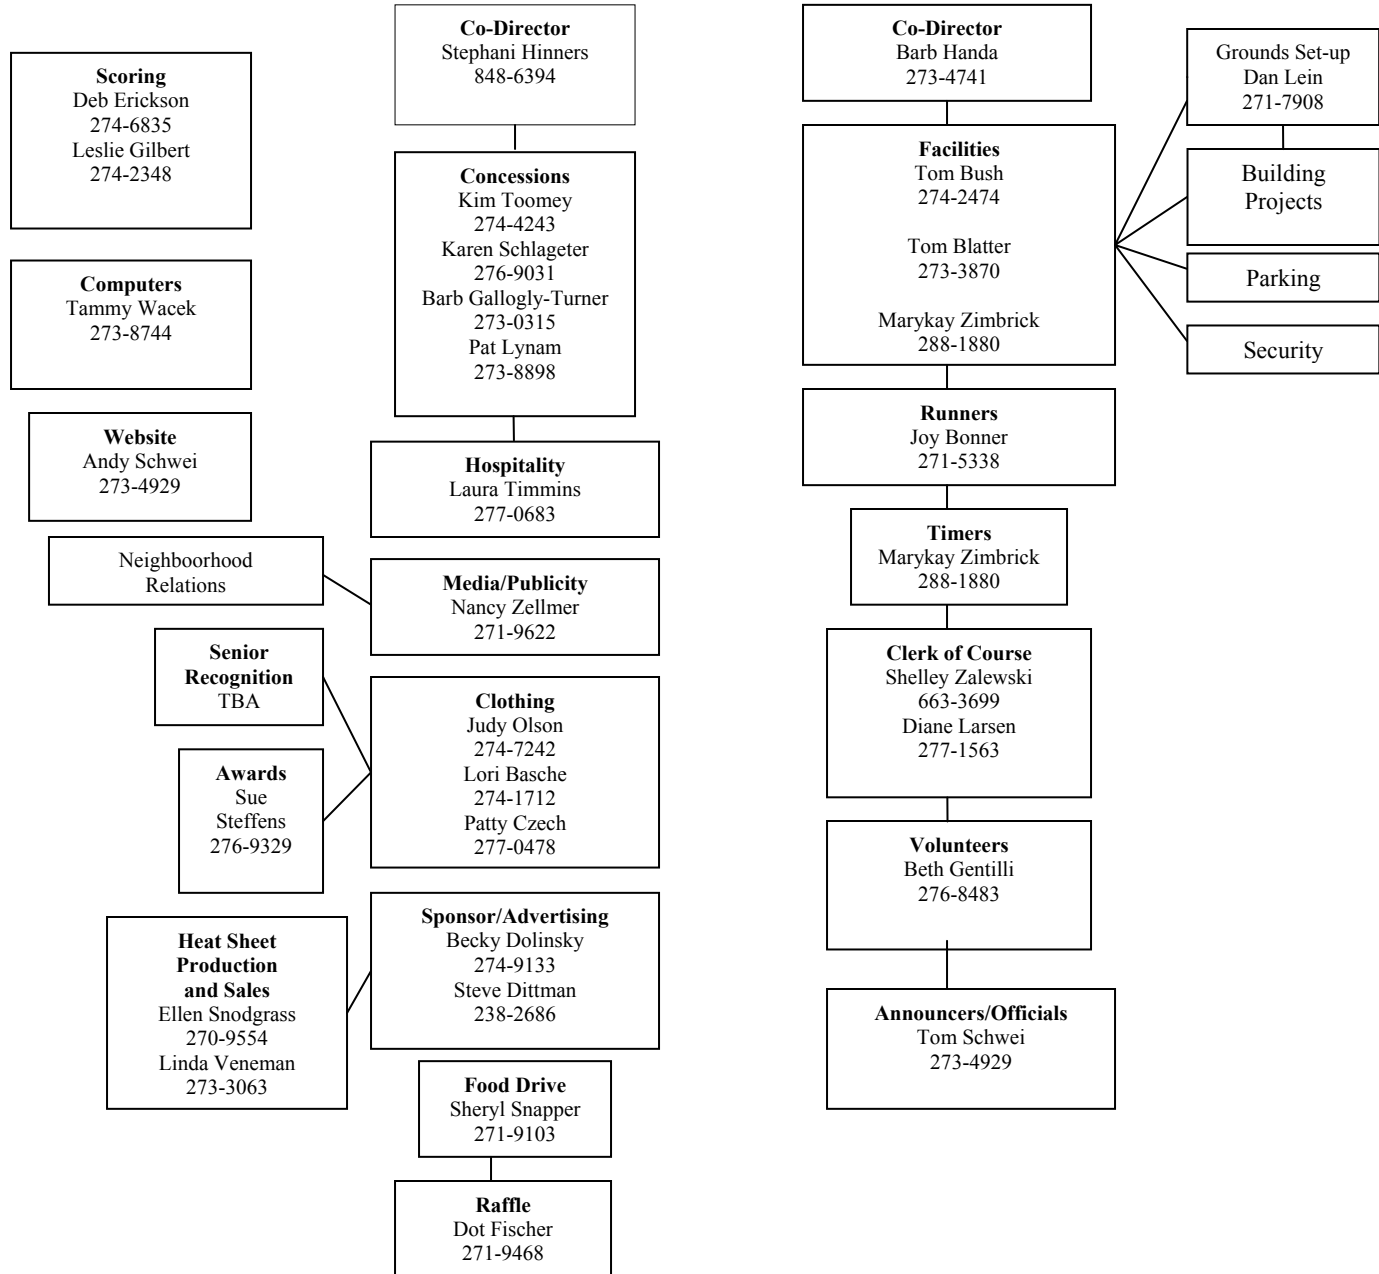 Co-Director
Stephani Hinners
848-6394
Co-Director
Barb Handa
273-4741
Grounds Set-up
Dan Lein
271-7908
Scoring
Deb Erickson
274-6835
Leslie Gilbert
274-2348
Concessions
Kim Toomey
274-4243
Karen Schlageter
276-9031
Barb Gallogly-Turner
273-0315
Pat Lynam
273-8898
Facilities
Tom Bush
274-2474
Tom Blatter
273-3870
Marykay Zimbrick
288-1880
Building
Projects
Parking
Security
Computers
Tammy Wacek
273-8744
Website
Andy Schwei
273-4929
Hospitality
Laura Timmins
277-0683
Runners
Joy Bonner
271-5338
Neighboorhood
Relations
Media/Publicity
Nancy Zellmer
271-9622
Timers
Marykay Zimbrick
288-1880
Senior
Recognition
TBA
Clothing
Judy Olson
274-7242
Lori Basche
274-1712
Patty Czech
277-0478
Clerk of Course
Shelley Zalewski
663-3699
Diane Larsen
277-1563
Awards
Sue
Steffens
276-9329
Volunteers
Beth Gentilli
276-8483
Heat Sheet
Production
and Sales
Ellen Snodgrass
270-9554
Linda Veneman
273-3063
Sponsor/Advertising
Becky Dolinsky
274-9133
Steve Dittman
238-2686
Announcers/Officials
Tom Schwei
273-4929
Food Drive
Sheryl Snapper
271-9103
Raffle
Dot Fischer
271-9468